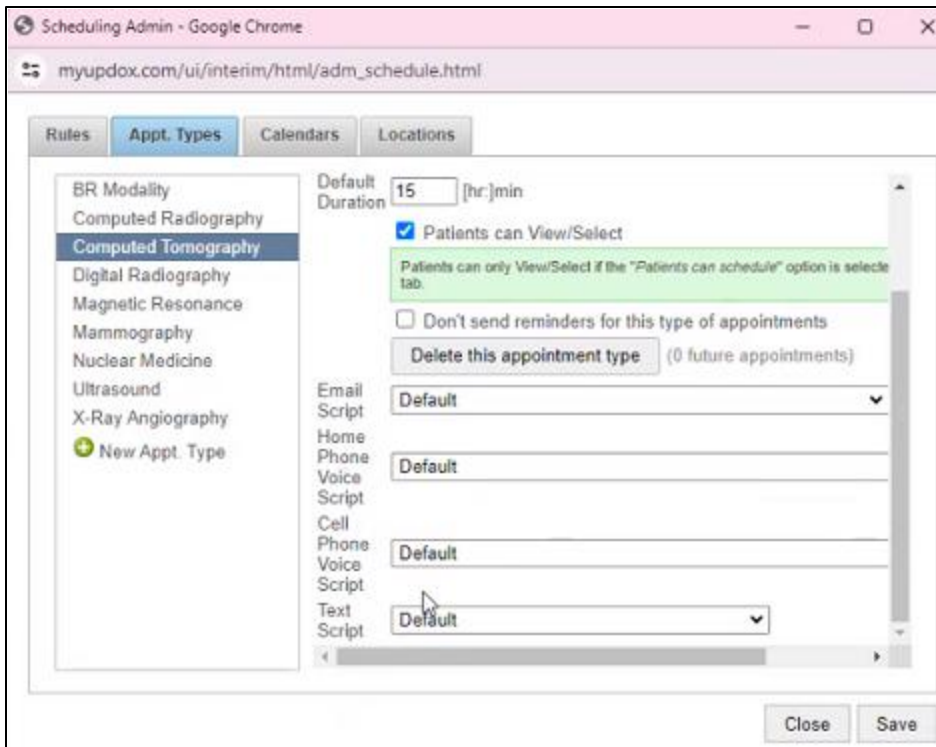 Scheduling Admin - Google Chrome
myupdox.com/ui/interim/html/adm_schedule.html
Rules
Appt. Types
Calendars
Locations
BR Modality
Computed Radiography
Computed Tomography
Digital Radiography
Magnetic Resonance
Mammography
Nuclear Medicine
Ultrasound
X-Ray Angiography
New Appt. Type
Default
Duration
15
[hr:]min
Patients can View/Select
Patients can only View/Select if the "Patients can schedule" option is selecte
tab.
Don't send reminders for this type of appointments
Delete this appointment type
(0 future appointments)
Email
Script
Default
Home
Phone
Voice
Script
Default
Cell
Phone
Voice
Script
Default
Text
Script
Default
Close
Save